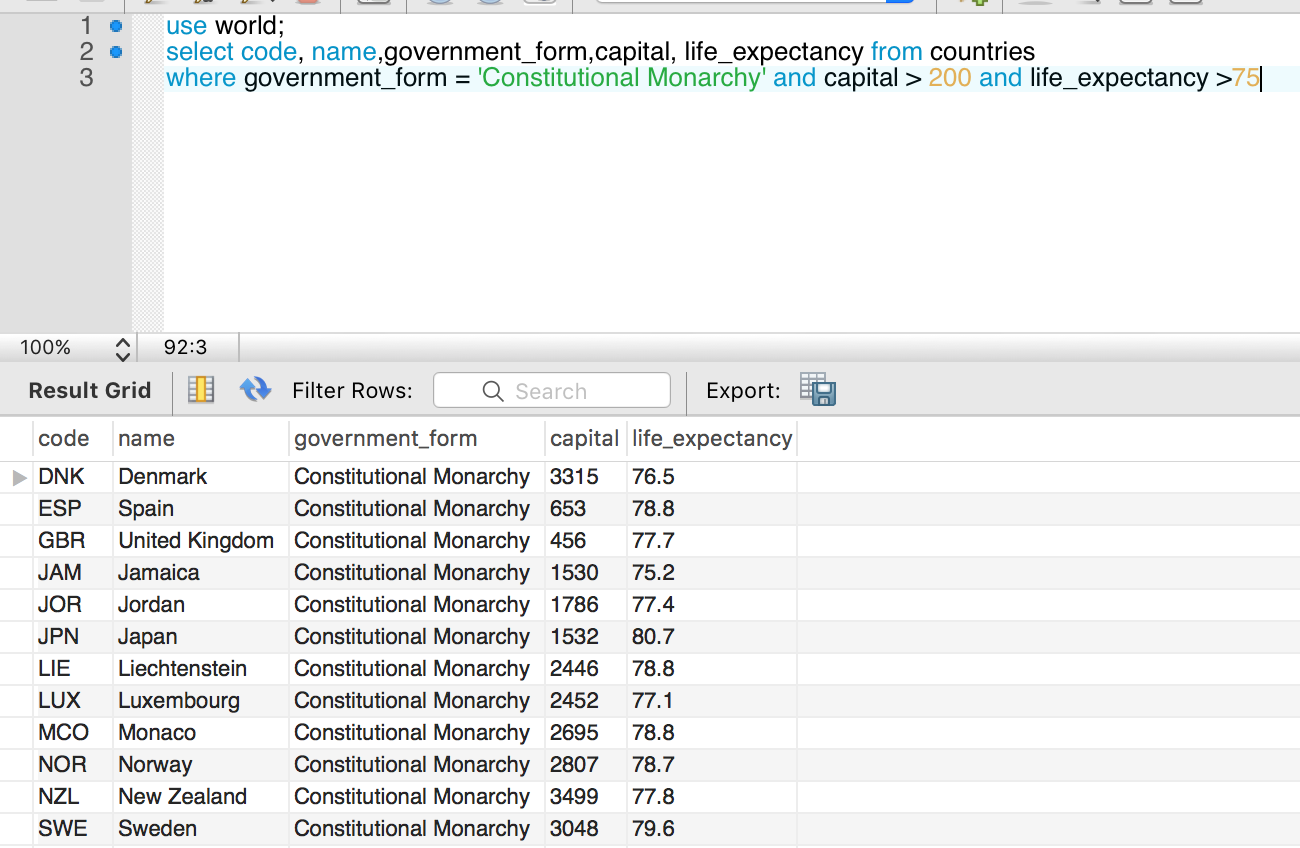 1 use world;
2 select code, name,government_form,capital, life_expectancy from countries
3 where government_form = 'Constitutional Monarchy' and capital > 200 and life_expectancy >75
100% 92:3
Result Grid Filter Rows: Search Export:
code name government_form capital life_expectancy
DNK Denmark Constitutional Monarchy 3315 76.5
ESP Spain Constitutional Monarchy 653 78.8
GBR United Kingdom Constitutional Monarchy 456 77.7
JAM Jamaica Constitutional Monarchy 1530 75.2
JOR Jordan Constitutional Monarchy 1786 77.4
JPN Japan Constitutional Monarchy 1532 80.7
LIE Liechtenstein Constitutional Monarchy 2446 78.8
LUX Luxembourg Constitutional Monarchy 2452 77.1
MCO Monaco Constitutional Monarchy 2695 78.8
NOR Norway Constitutional Monarchy 2807 78.7
NZL New Zealand Constitutional Monarchy 3499 77.8
SWE Sweden Constitutional Monarchy 3048 79.6